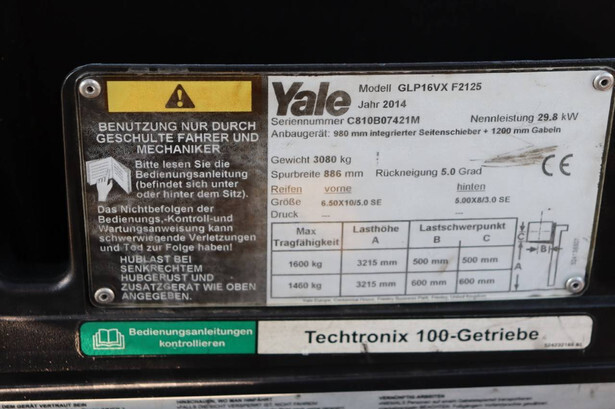 Yale
Modell GLP16VX F2125
Jahr 2014
Seriennummer C810B07421M
Nennleistung 29.8 kW
Anbaugerät: 980 mm integrierter Seitenschieber + 1200 mm Gabeln
Gewicht 3080 kg
Spurbreite 886 mm Rückneigung 5.0 Grad
CE
Reifen vorne hinten
Größe 6.50X10/5.0 SE 5.00X8/3.0 SE
Druck --- ---
Max Tragfähigkeit Lasthöhe A Lastschwerpunkt B C
1600 kg 3215 mm 500 mm 500 mm
1460 kg 3215 mm 600 mm 600 mm
C
B
A
BENUTZUNG NUR DURCH
GESCHULTE FAHRER UND
MECHANIKER
Bitte lesen Sie die
Bedienungsanleitung
(befindet sich unter
oder hinter dem Sitz).
Das Nichtbefolgen der
Bedienungs,-Kontroll-und
Wartungsanweisung kann
schwerwiegende Verletzungen
und Tod zur Folge haben!
HUBLAST BEI
SENKRECHTEM
HUBGERUST UND
ZUSATZGERÄT WIE OBEN
ANGEGEBEN.
Bedienungsanleitungen
kontrollieren
Techtronix 100-Getriebe